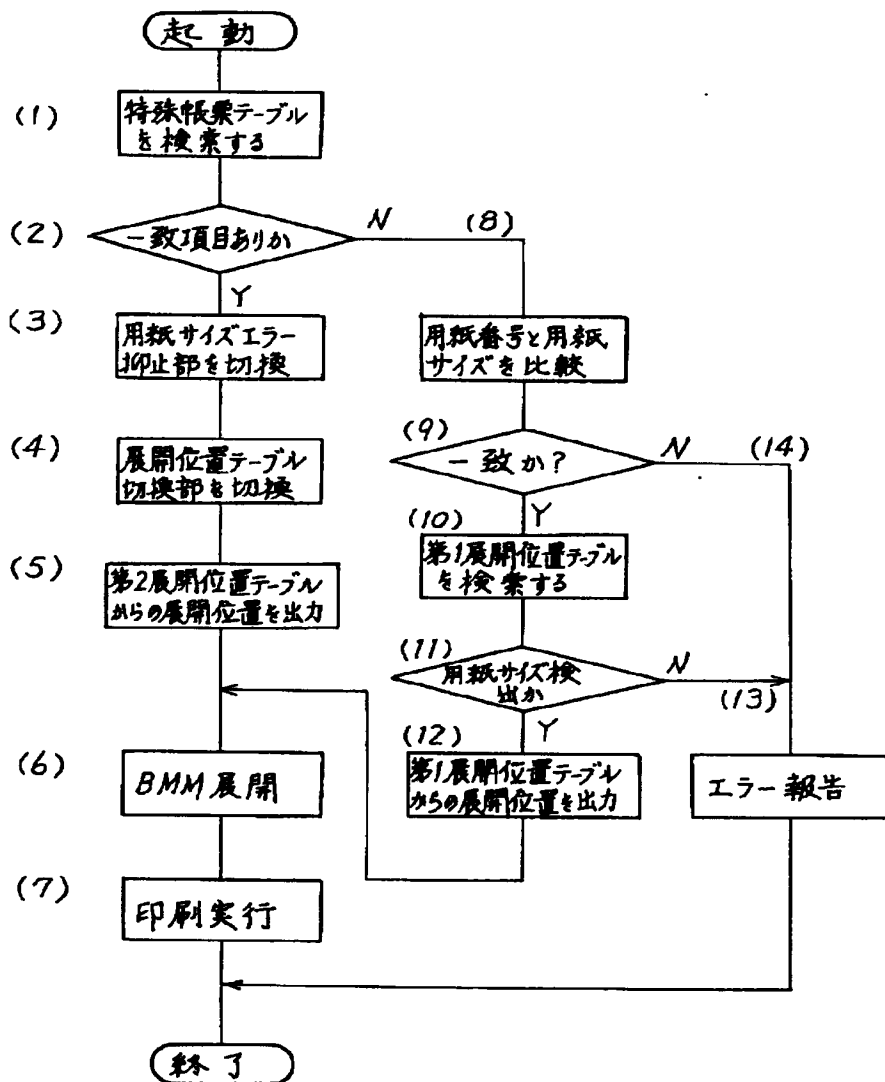 起動
(1)
特殊帳票テーブル
を検索する
(2)
一致項目ありか
N
(8)
Y
(3)
用紙サイズエラー
抑止部を切換
用紙番号と用紙
サイズを比較
(4)
展開位置テーブル
切換部を切換
(9)
一致か?
N
(14)
Y
(10)
第1展開位置テーブル
を検索する
(5)
第2展開位置テーブル
からの展開位置を出力
(11)
用紙サイズ検
出か
N
(13)
Y
(12)
第1展開位置テーブル
からの展開位置を出力
(6)
BMM展開
エラー報告
(7)
印刷実行
終了